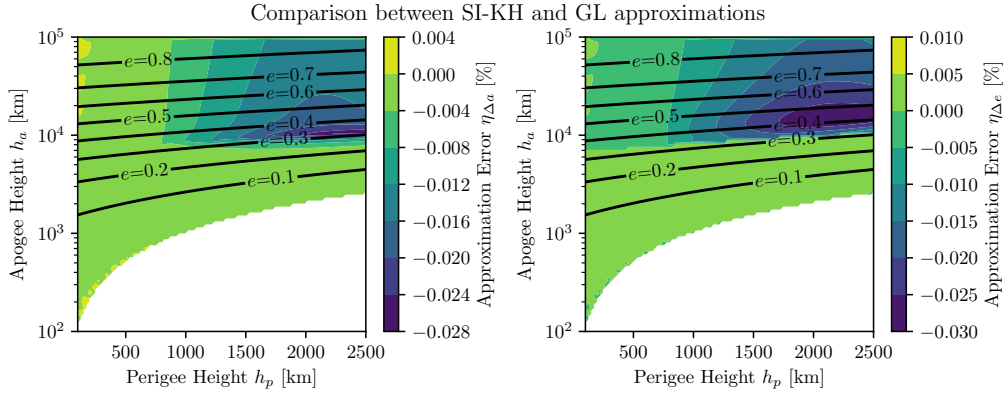 Comparison between SI-KH and GL approximations
10^5
10^4
10^3
10^2
Apogee Height h_a [km]
e=0.8
e=0.7
e=0.6
e=0.5
e=0.4
e=0.3
e=0.2
e=0.1
500
1000
1500
2000
2500
Perigee Height h_p [km]
0.004
0.000
−0.004
−0.008
−0.012
−0.016
−0.020
−0.024
−0.028
Approximation Error η_Δa [%]
10^5
10^4
10^3
10^2
Apogee Height h_a [km]
e=0.8
e=0.7
e=0.6
e=0.5
e=0.4
e=0.3
e=0.2
e=0.1
500
1000
1500
2000
2500
Perigee Height h_p [km]
0.010
0.005
0.000
−0.005
−0.010
−0.015
−0.020
−0.025
−0.030
Approximation Error η_Δe [%]